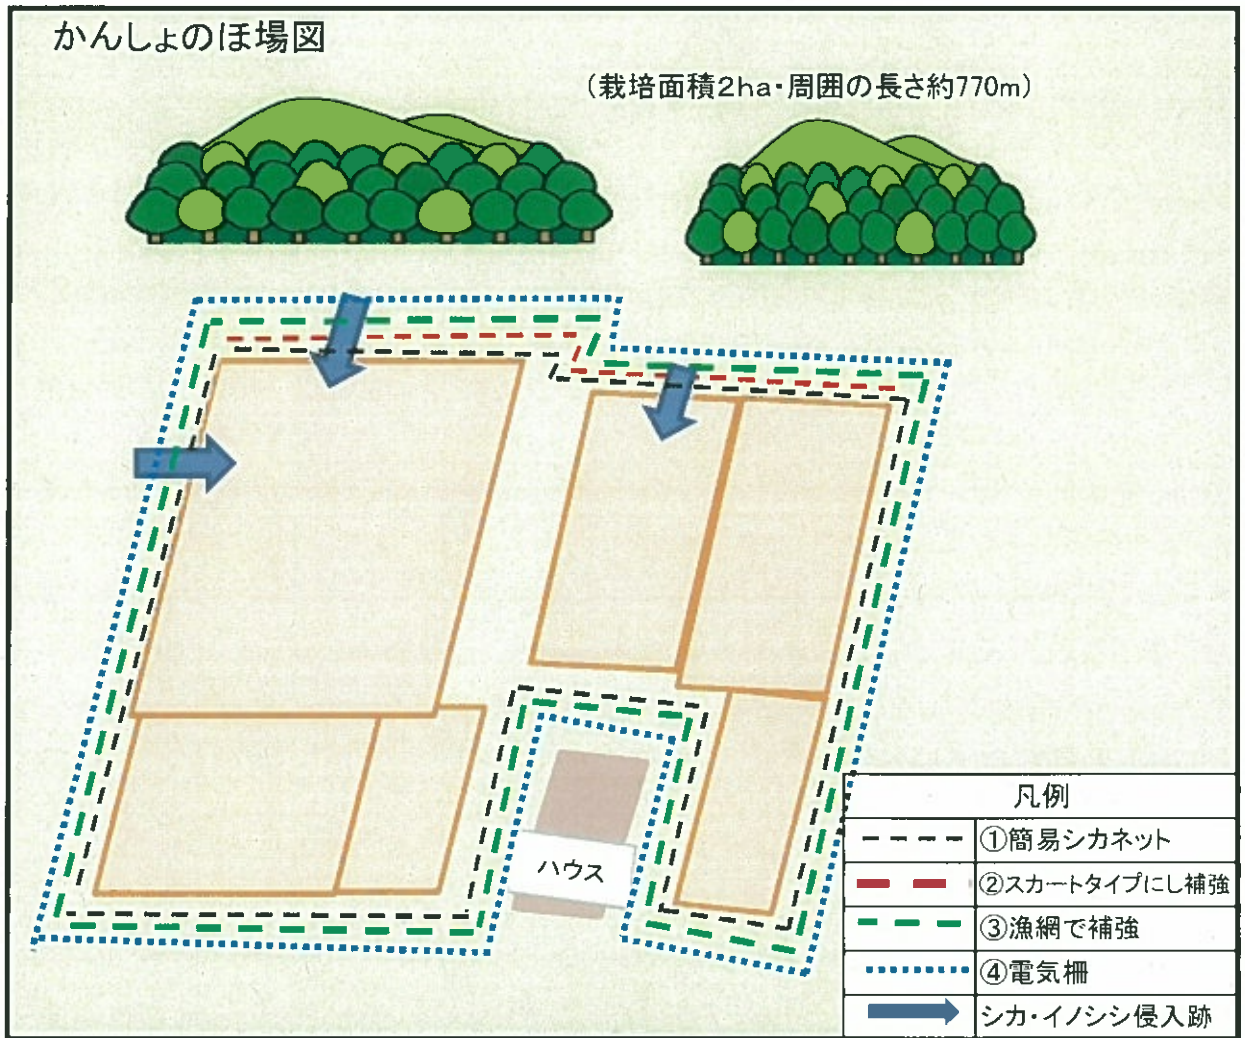 かんしょのほ場図
（栽培面積2ha・周囲の長さ約770m）
ハウス
凡例
①簡易シカネット
②スカートタイプにし補強
③漁網で補強
④電気柵
シカ・イノシシ侵入跡